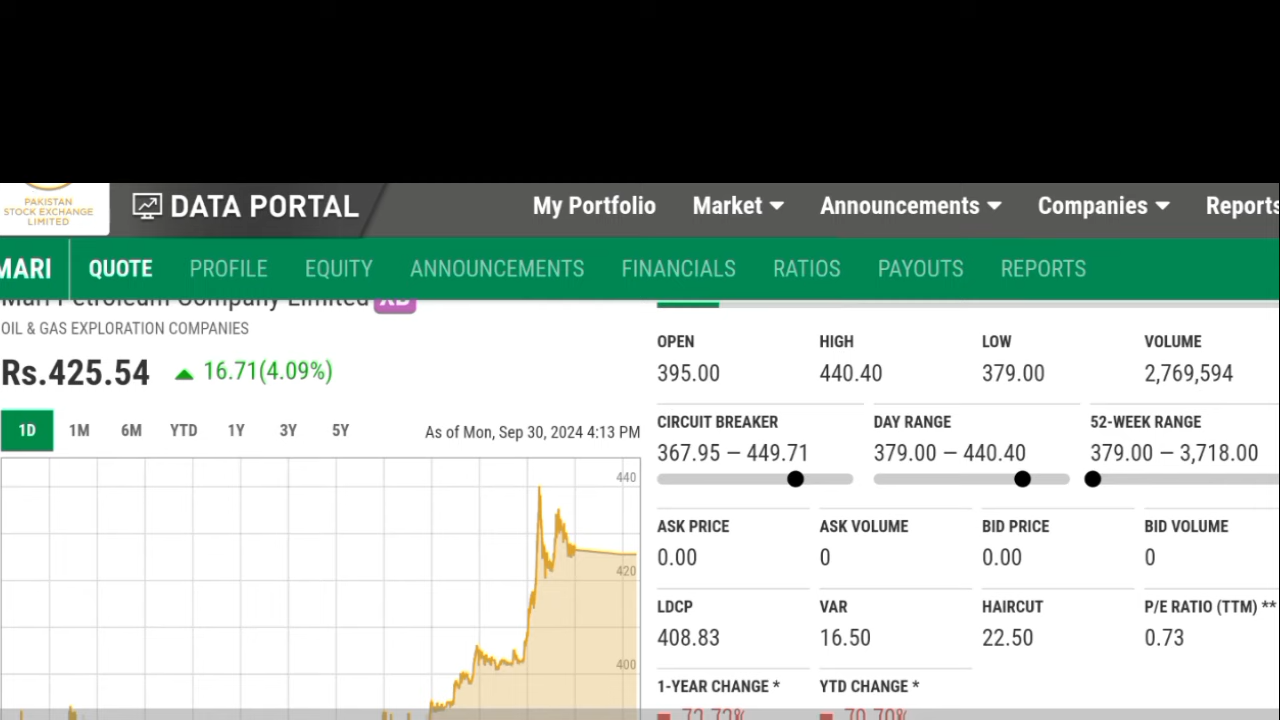 PAKISTAN
STOCK EXCHANGE
LIMITED
DATA PORTAL
My Portfolio Market Announcements Companies Reports
MARI QUOTE PROFILE EQUITY ANNOUNCEMENTS FINANCIALS RATIOS PAYOUTS REPORTS
Mari Petroleum Company Limited XD
OIL & GAS EXPLORATION COMPANIES
Rs.425.54 16.71(4.09%)
1D 1M 6M YTD 1Y 3Y 5Y
As of Mon, Sep 30, 2024 4:13 PM
440
420
400
OPEN HIGH LOW VOLUME
395.00 440.40 379.00 2,769,594
CIRCUIT BREAKER DAY RANGE 52-WEEK RANGE
367.95 — 449.71 379.00 — 440.40 379.00 — 3,718.00
ASK PRICE ASK VOLUME BID PRICE BID VOLUME
0.00 0 0.00 0
LDCP VAR HAIRCUT P/E RATIO (TTM) **
408.83 16.50 22.50 0.73
1-YEAR CHANGE * YTD CHANGE *